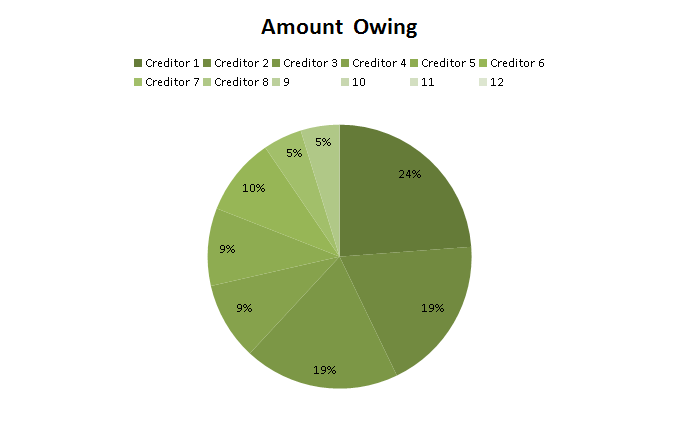 Amount Owing
Creditor 1 Creditor 2 Creditor 3 Creditor 4 Creditor 5 Creditor 6
Creditor 7 Creditor 8 9 10 11 12
5% 5%
24%
10%
9%
9% 19%
19%